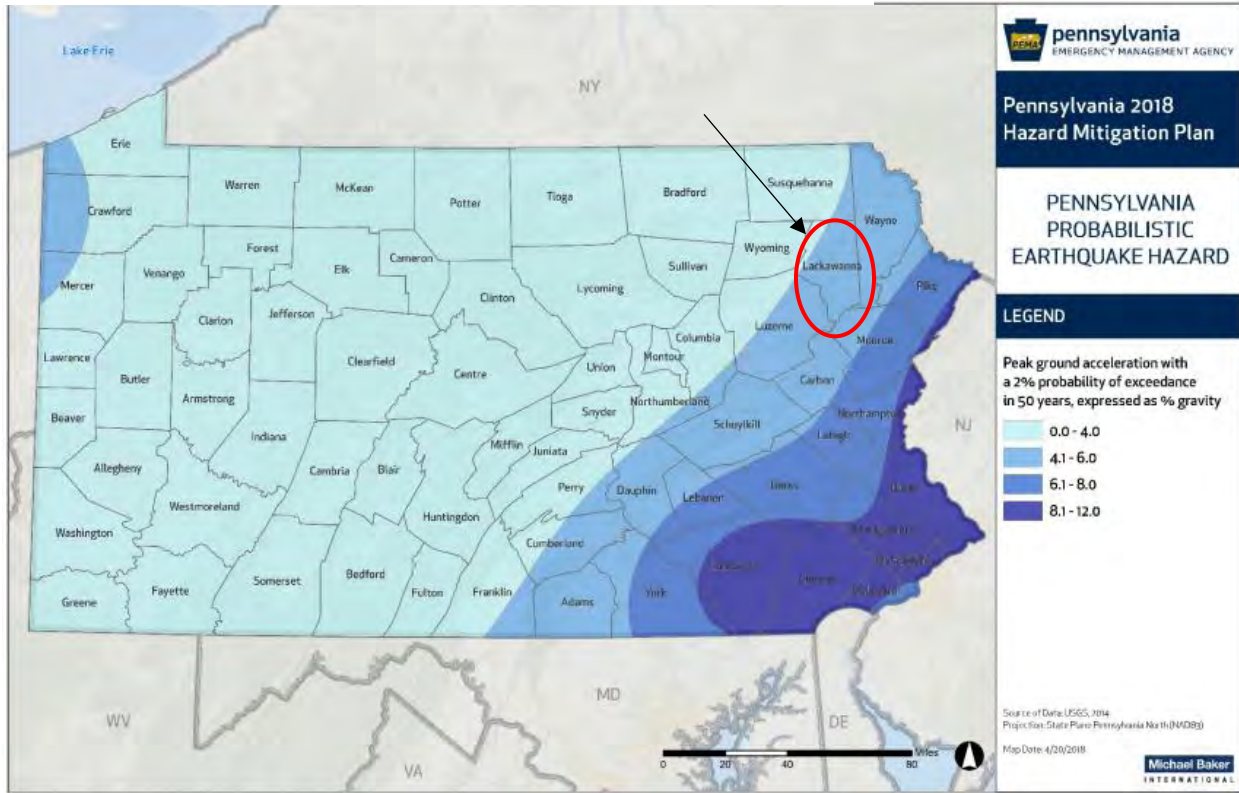 Lake Erie
NY
Erie
Warren
McKean
Potter
Tioga
Bradford
Susquehanna
Wayne
Crawford
Wyoming
Lackawanna
Forest
Cameron
Elk
Sullivan
Mercer
Venango
Clinton
Lycoming
Pike
Clarion
Jefferson
Luzerne
Columbia
Monroe
Lawrence
Butler
Clearfield
Centre
Union
Montour
Carbon
Armstrong
Northumberland
Northampton
NJ
Beaver
Snyder
Schuylkill
Lehigh
Indiana
Mifflin
Juniata
Allegheny
Cambria
Blair
Perry
Dauphin
Lebanon
Berks
Westmoreland
Huntingdon
Washington
Cumberland
Greene
Fayette
Somerset
Bedford
Fulton
Franklin
Adams
York
WV
MD
DE
VA
Miles
0 20 40 80
PEMA
pennsylvania
EMERGENCY MANAGEMENT AGENCY
Pennsylvania 2018
Hazard Mitigation Plan
PENNSYLVANIA
PROBABILISTIC
EARTHQUAKE HAZARD
LEGEND
Peak ground acceleration with
a 2% probability of exceedance
in 50 years, expressed as % gravity
0.0 - 4.0
4.1 - 6.0
6.1 - 8.0
8.1 - 12.0
Source of Data: USGS, 2014
Projection: State Plane Pennsylvania North (NAD83)
Map Date: 4/20/2018
Michael Baker
INTERNATIONAL